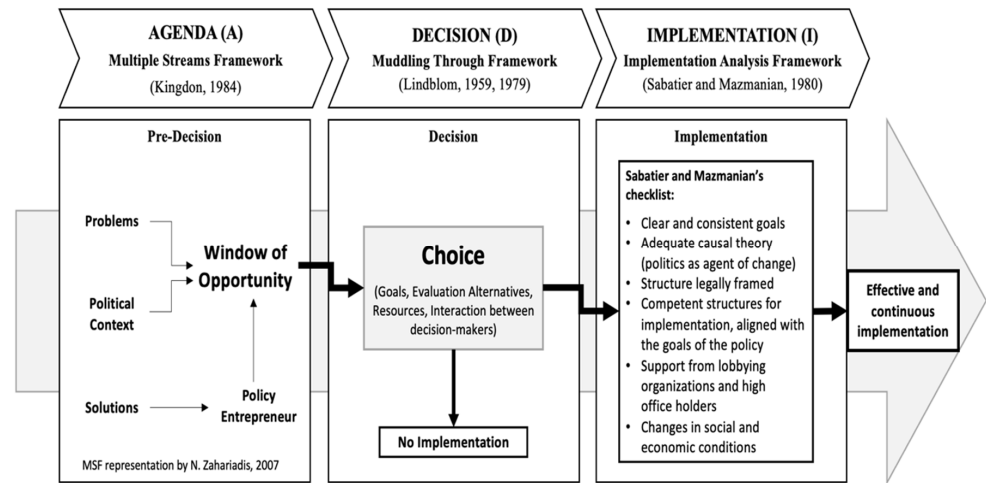 AGENDA (A)
Multiple Streams Framework
(Kingdon, 1984)
DECISION (D)
Muddling Through Framework
(Lindblom, 1959, 1979)
IMPLEMENTATION (I)
Implementation Analysis Framework
(Sabatier and Mazmanian, 1980)
Pre-Decision
Problems
Window of
Opportunity
Political
Context
Solutions
Policy
Entrepreneur
MSF representation by N. Zahariadis, 2007
Decision
Choice
(Goals, Evaluation Alternatives,
Resources, Interaction between
decision-makers)
No Implementation
Implementation
Sabatier and Mazmanian’s
checklist:
• Clear and consistent goals
• Adequate causal theory
(politics as agent of change)
• Structure legally framed
• Competent structures for
implementation, aligned with
the goals of the policy
• Support from lobbying
organizations and high
office holders
• Changes in social and
economic conditions
Effective and
continuous
implementation